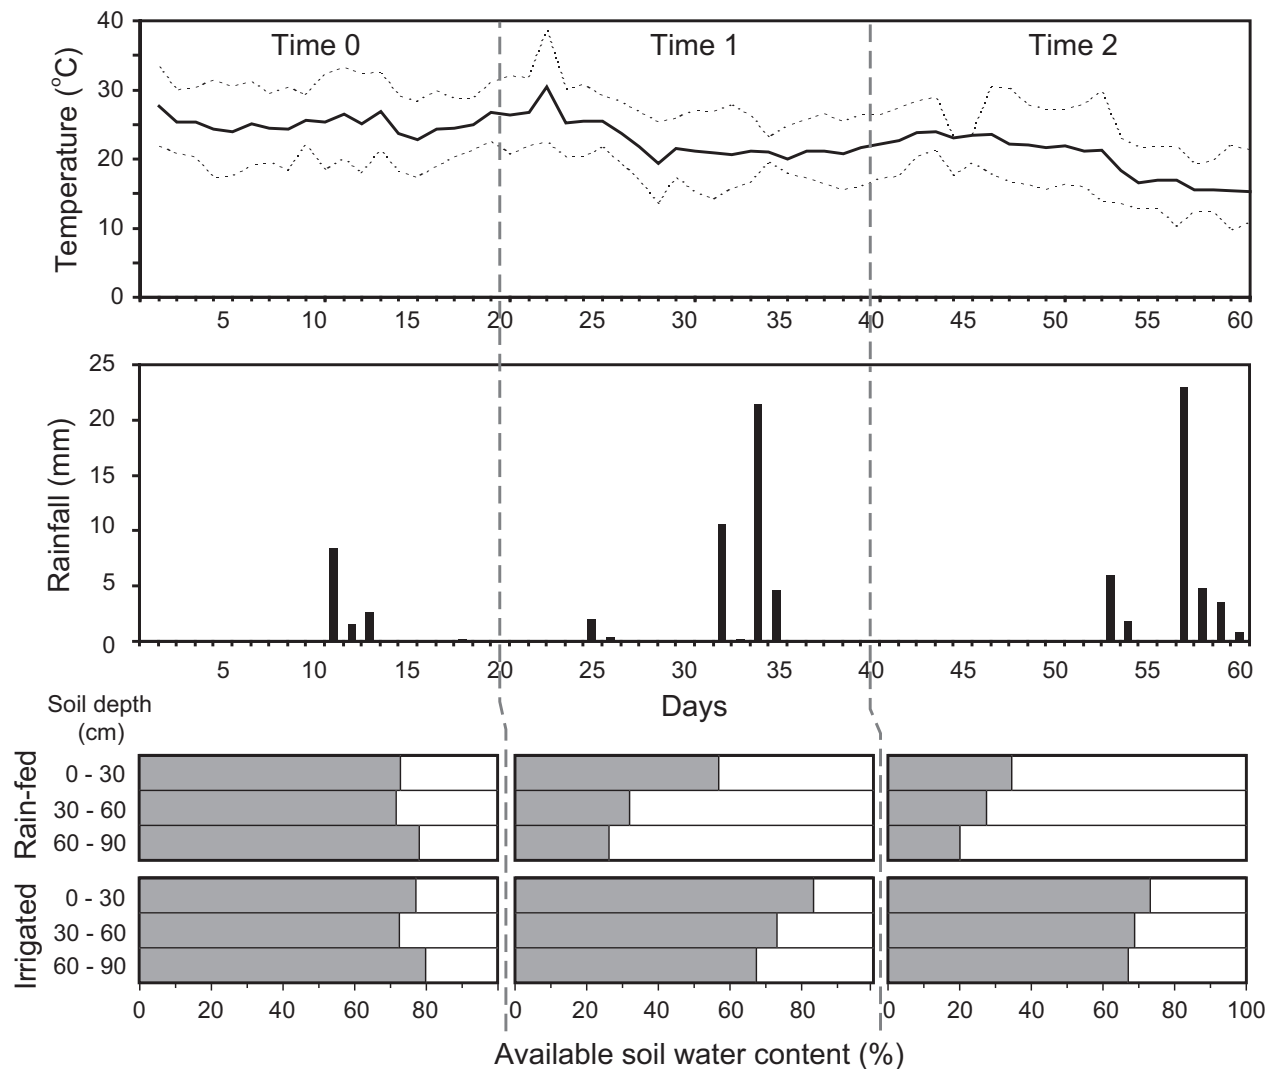 Temperature (°C)
40
30
20
10
0
Time 0 Time 1 Time 2
5 10 15 20 25 30 35 40 45 50 55 60
Rainfall (mm)
25
20
15
10
5
0
5 10 15 20 25 30 35 40 45 50 55 60
Days
Soil depth
(cm)
Rain-fed
0 - 30
30 - 60
60 - 90
Irrigated
0 - 30
30 - 60
60 - 90
0 20 40 60 80 0 20 40 60 80 0 20 40 60 80 100
Available soil water content (%)